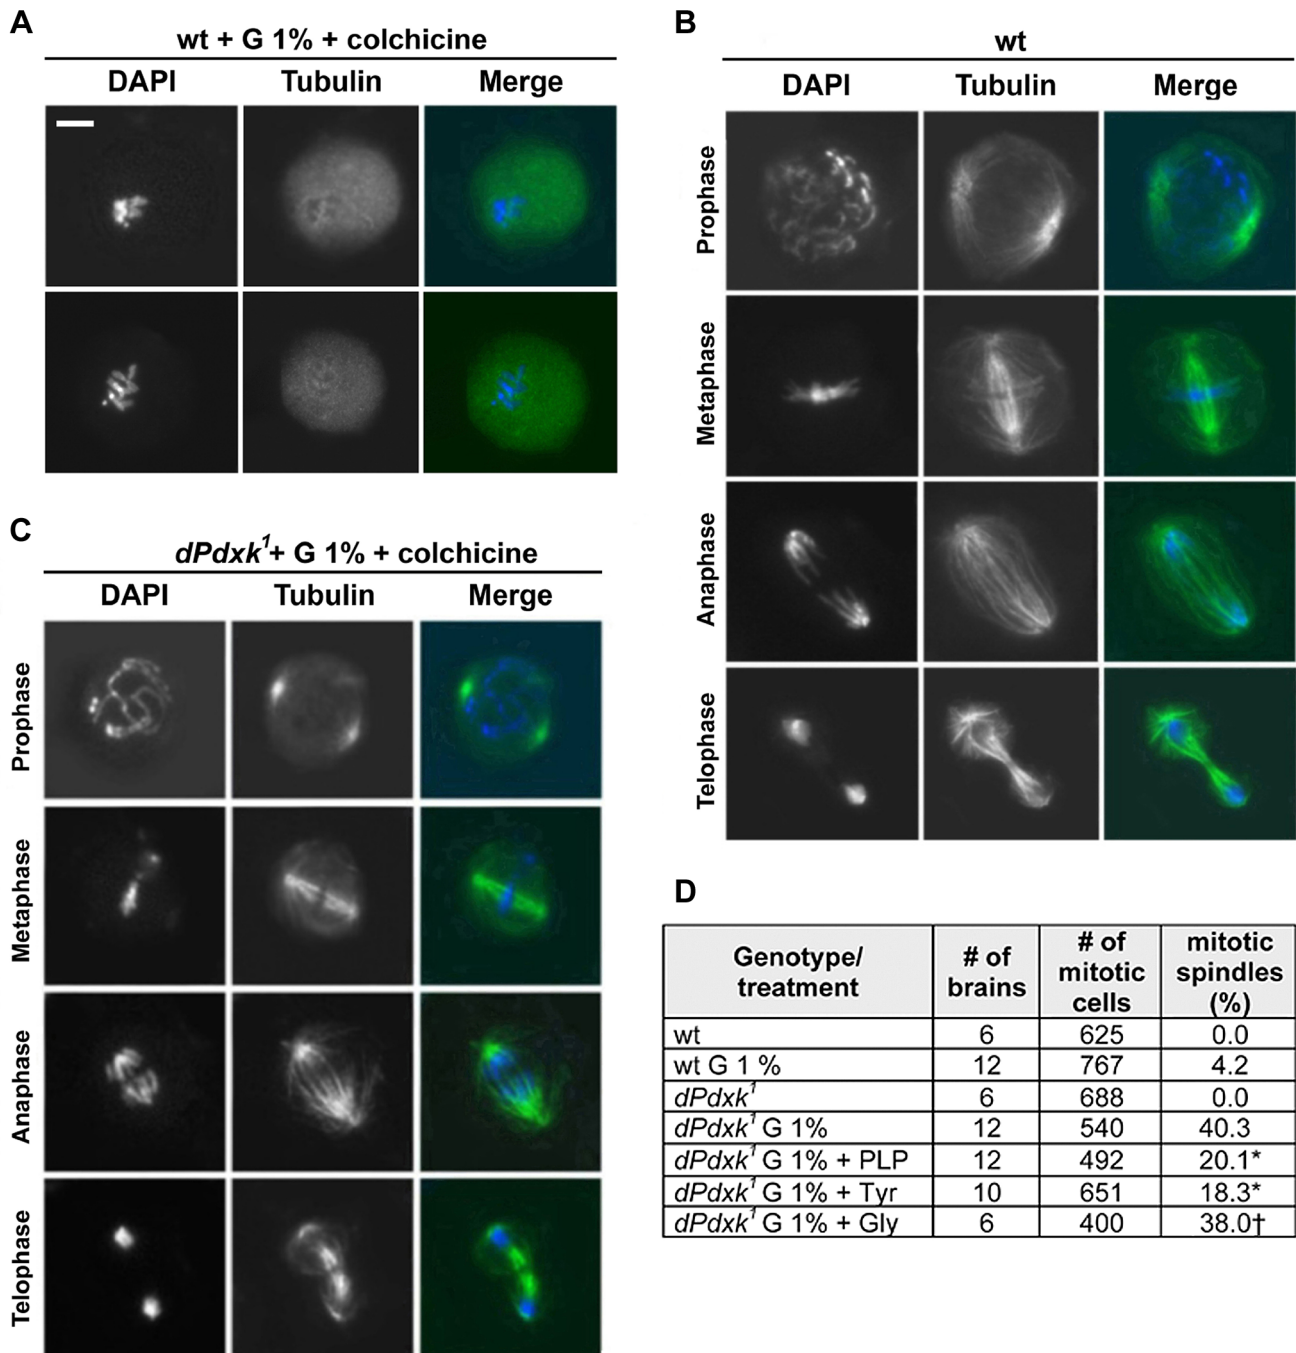 A
wt + G 1% + colchicine
DAPI Tubulin Merge
B
wt
DAPI Tubulin Merge
Prophase
Metaphase
Anaphase
Telophase
C
dPdxk¹+ G 1% + colchicine
DAPI Tubulin Merge
Prophase
Metaphase
Anaphase
Telophase
D
Genotype/ treatment # of brains # of mitotic cells mitotic spindles (%)
wt 6 625 0.0
wt G 1 % 12 767 4.2
dPdxk¹ 6 688 0.0
dPdxk¹ G 1% 12 540 40.3
dPdxk¹ G 1% + PLP 12 492 20.1*
dPdxk¹ G 1% + Tyr 10 651 18.3*
dPdxk¹ G 1% + Gly 6 400 38.0†